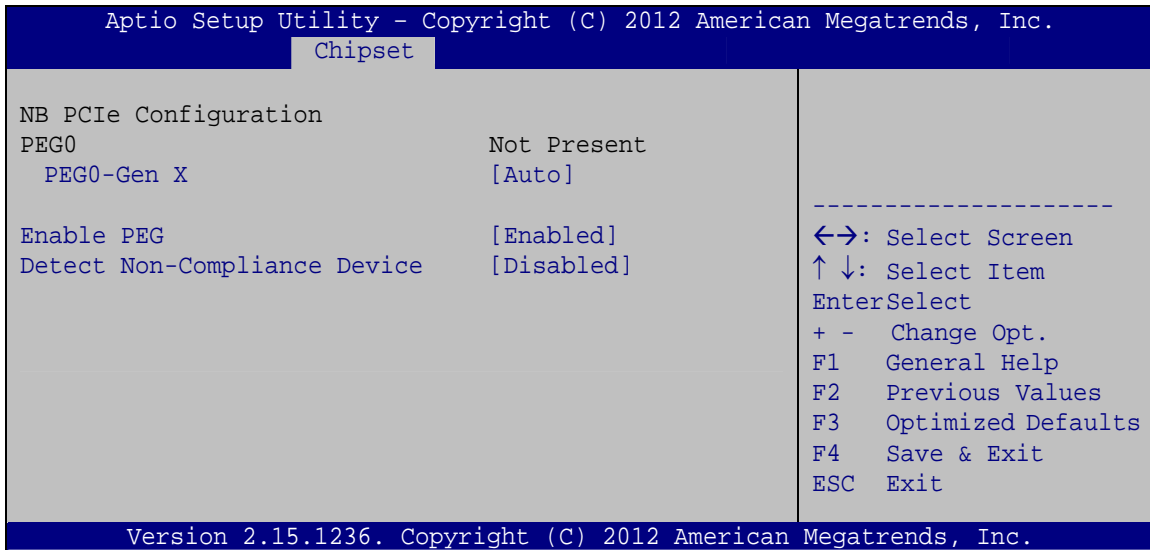 Aptio Setup Utility – Copyright (C) 2012 American Megatrends, Inc.
Chipset
NB PCIe Configuration
PEG0 Not Present
PEG0-Gen X [Auto]
Enable PEG [Enabled]
Detect Non-Compliance Device [Disabled]
---------------------
←→: Select Screen
↑ ↓: Select Item
EnterSelect
+ - Change Opt.
F1 General Help
F2 Previous Values
F3 Optimized Defaults
F4 Save & Exit
ESC Exit
Version 2.15.1236. Copyright (C) 2012 American Megatrends, Inc.